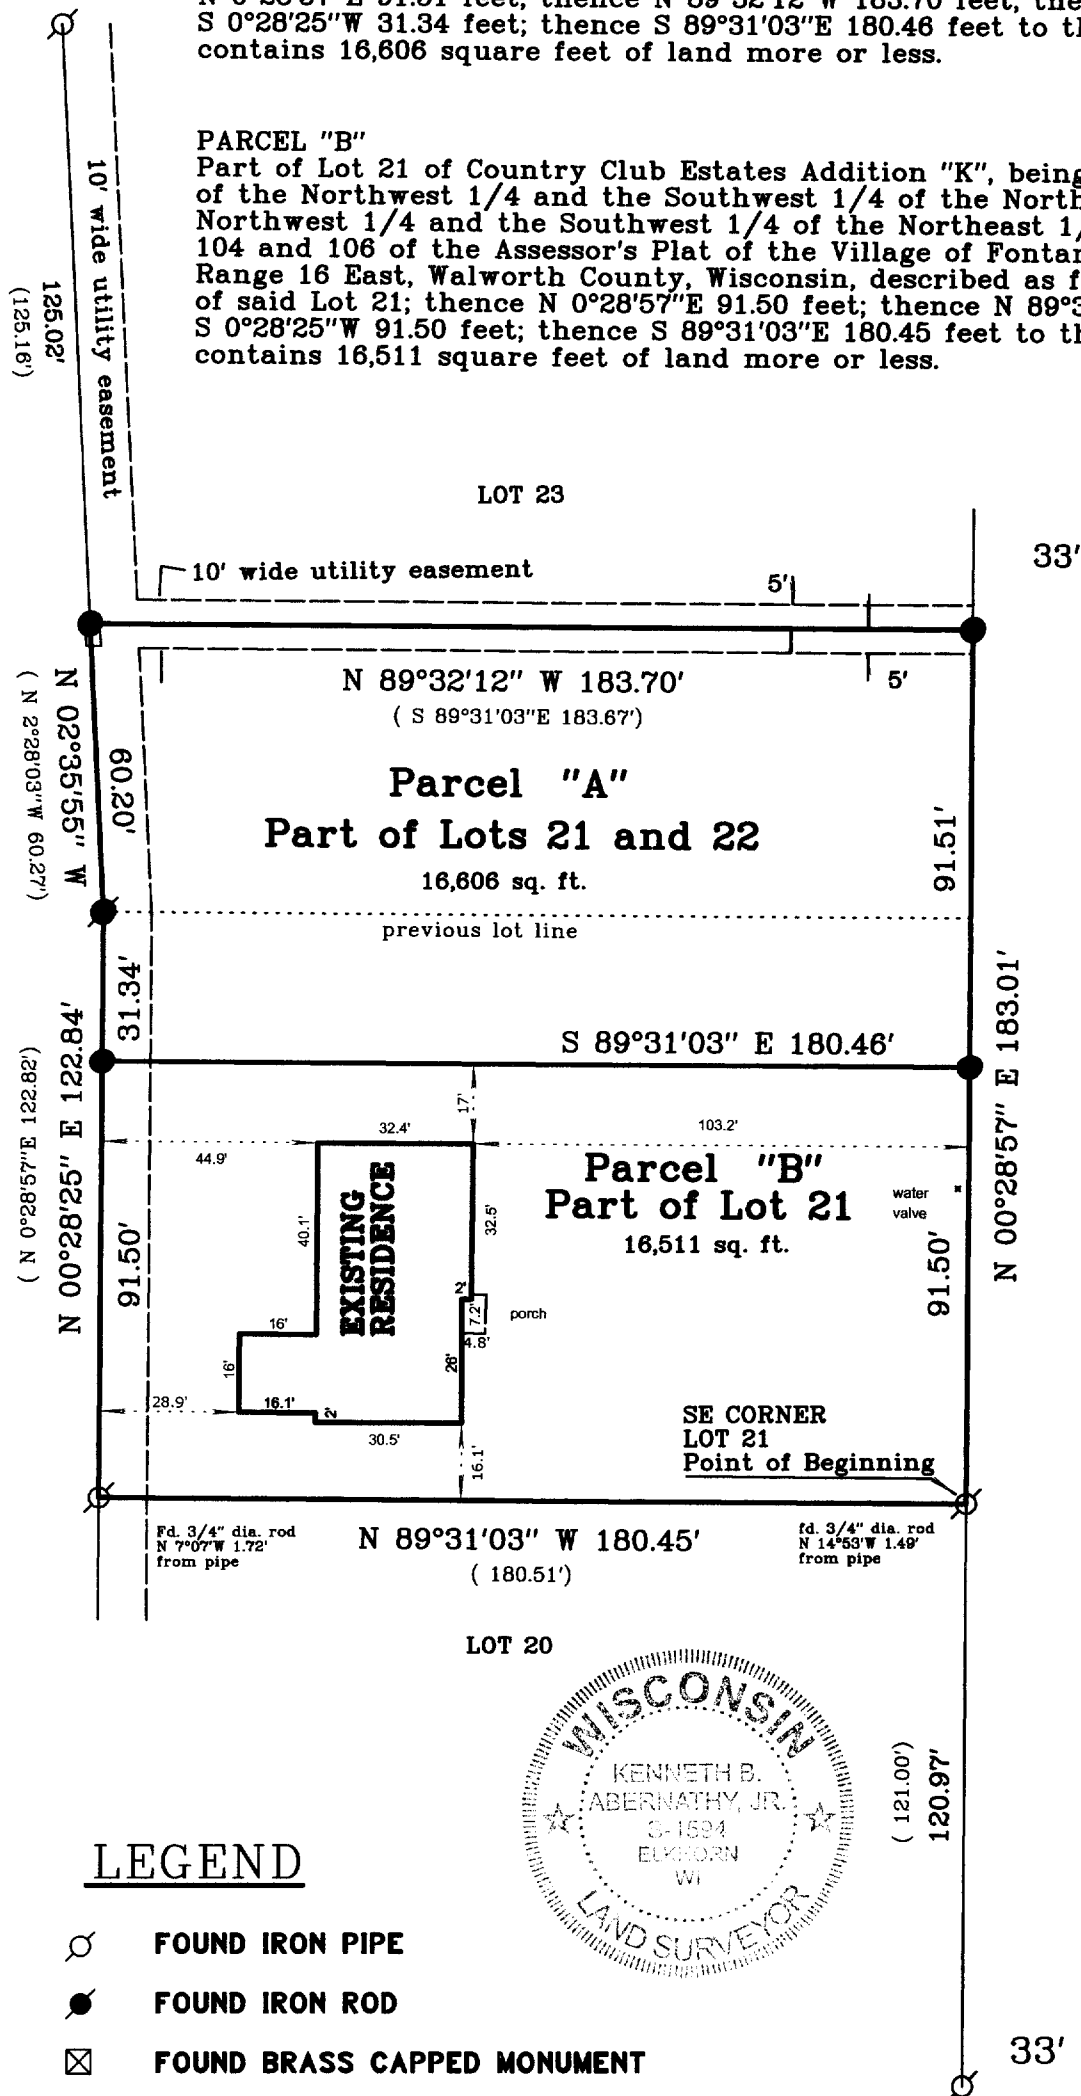 S 0°28'25"W 31.34 feet; thence S 89°31'03"E 180.46 feet to th
contains 16,606 square feet of land more or less.
PARCEL "B"
Part of Lot 21 of Country Club Estates Addition "K", being
of the Northwest 1/4 and the Southwest 1/4 of the North
Northwest 1/4 and the Southwest 1/4 of the Northeast 1/
104 and 106 of the Assessor's Plat of the Village of Fontan
Range 16 East, Walworth County, Wisconsin, described as f
of said Lot 21; thence N 0°28'57"E 91.50 feet; thence N 89°3
S 0°28'25"W 91.50 feet; thence S 89°31'03"E 180.45 feet to th
contains 16,511 square feet of land more or less.
10' wide utility easement
125.02'
(125.16')
LOT 23
33'
10' wide utility easement
5'
N 89°32'12" W 183.70'
5'
( S 89°31'03"E 183.67')
N 02°35'55" W
60.20'
( N 2°28'03"W 60.27')
Parcel "A"
Part of Lots 21 and 22
16,606 sq. ft.
91.51'
previous lot line
31.34'
S 89°31'03" E 180.46'
N 00°28'57" E 183.01'
N 00°28'25" E 122.84'
( N 0°28'57"E 122.82')
91.50'
17'
32.4'
103.2'
44.9'
Parcel "B"
Part of Lot 21
16,511 sq. ft.
water
valve
91.50'
40.1'
EXISTING
RESIDENCE
32.5'
2'
7.2'
porch
4.8'
16'
16'
26'
28.9'
16.1'
2'
30.5'
16.1'
SE CORNER
LOT 21
Point of Beginning
Fd. 3/4" dia. rod
N 7°07'W 1.72'
from pipe
N 89°31'03" W 180.45'
( 180.51')
fd. 3/4" dia. rod
N 14°53'W 1.49'
from pipe
LOT 20
WISCONSIN
KENNETH B.
ABERNATHY, JR.
S-1594
ELKHORN
WI
LAND SURVEYOR
( 121.00')
120.97'
LEGEND
FOUND IRON PIPE
FOUND IRON ROD
FOUND BRASS CAPPED MONUMENT
33'